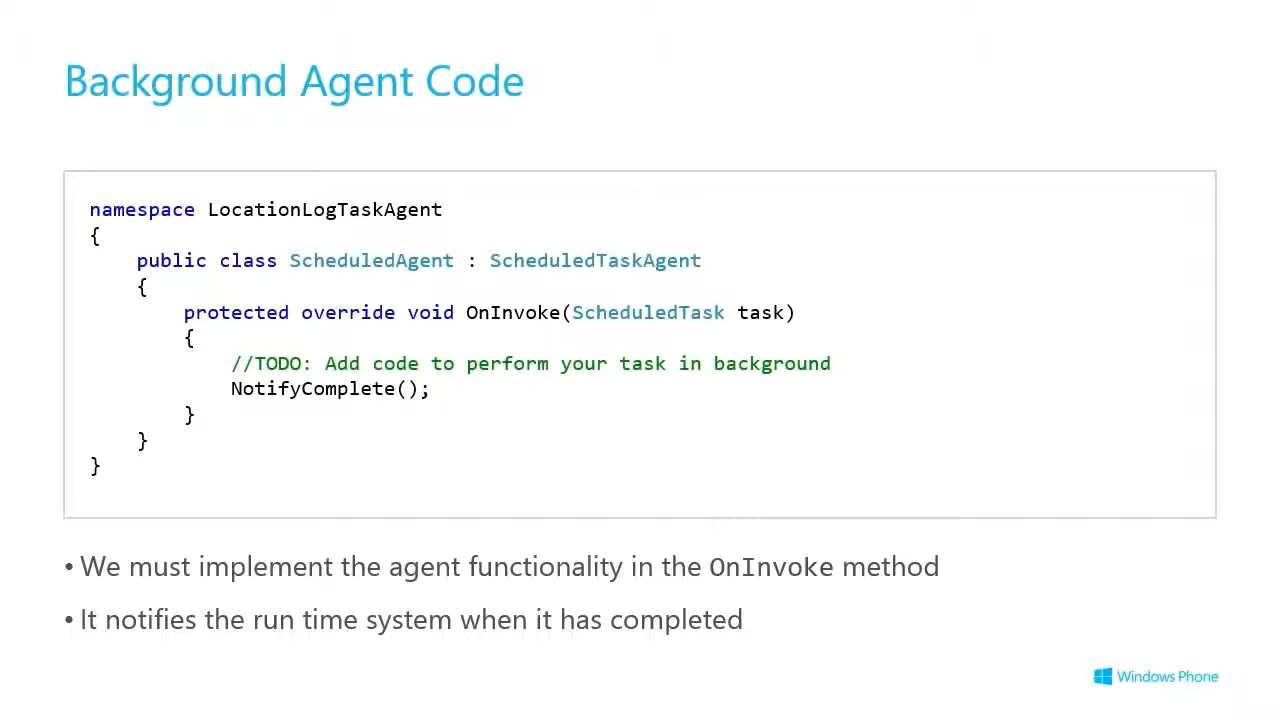 Background Agent Code
namespace LocationLogTaskAgent
{
    public class ScheduledAgent : ScheduledTaskAgent
    {
        protected override void OnInvoke(ScheduledTask task)
        {
            //TODO: Add code to perform your task in background
            NotifyComplete();
        }
    }
}
• We must implement the agent functionality in the OnInvoke method
• It notifies the run time system when it has completed
Windows Phone